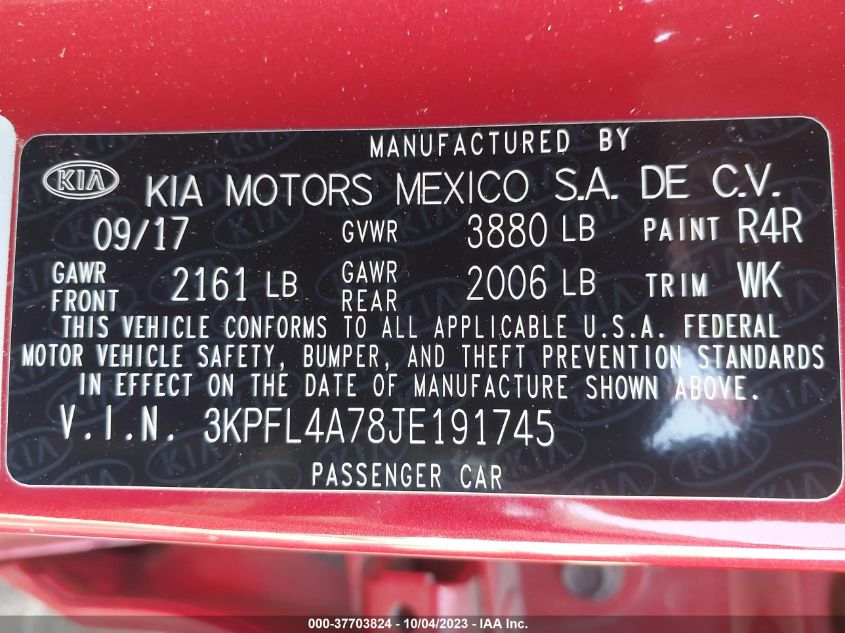 MANUFACTURED BY
KIA KIA MOTORS MEXICO S.A. DE C.V.
09/17 GVWR 3880 LB PAINT R4R
GAWR FRONT 2161 LB GAWR REAR 2006 LB TRIM WK
THIS VEHICLE CONFORMS TO ALL APPLICABLE U.S.A. FEDERAL
MOTOR VEHICLE SAFETY, BUMPER, AND THEFT PREVENTION STANDARDS
IN EFFECT ON THE DATE OF MANUFACTURE SHOWN ABOVE.
V.I.N. 3KPFL4A78JE191745
PASSENGER CAR
000-37703824 - 10/04/2023 - IAA Inc.